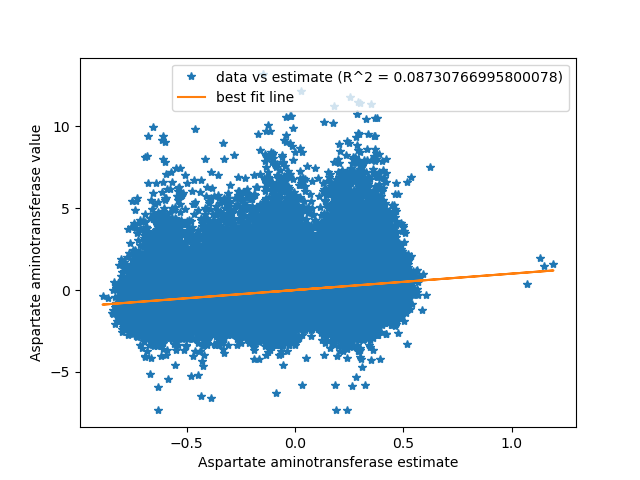 data vs estimate (R^2 = 0.08730766995800078)
best fit line
10
5
0
−5
Aspartate aminotransferase value
−0.5
0.0
0.5
1.0
Aspartate aminotransferase estimate